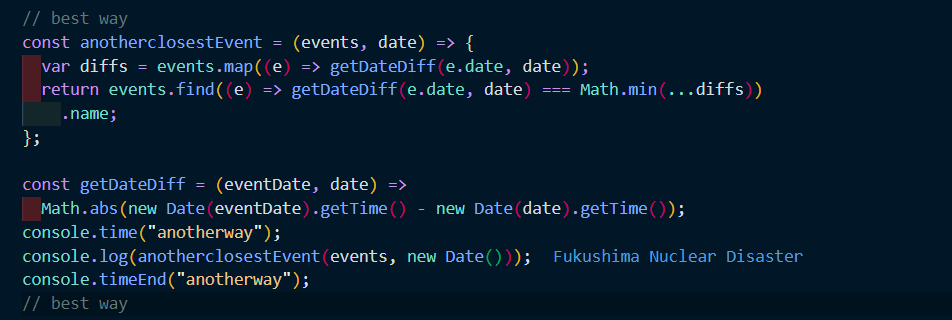 // best way
const anotherclosestEvent = (events, date) => {
  var diffs = events.map((e) => getDateDiff(e.date, date));
  return events.find((e) => getDateDiff(e.date, date) === Math.min(...diffs))
    .name;
};

const getDateDiff = (eventDate, date) =>
  Math.abs(new Date(eventDate).getTime() - new Date(date).getTime());
console.time("anotherway");
console.log(anotherclosestEvent(events, new Date()));  Fukushima Nuclear Disaster
console.timeEnd("anotherway");
// best way